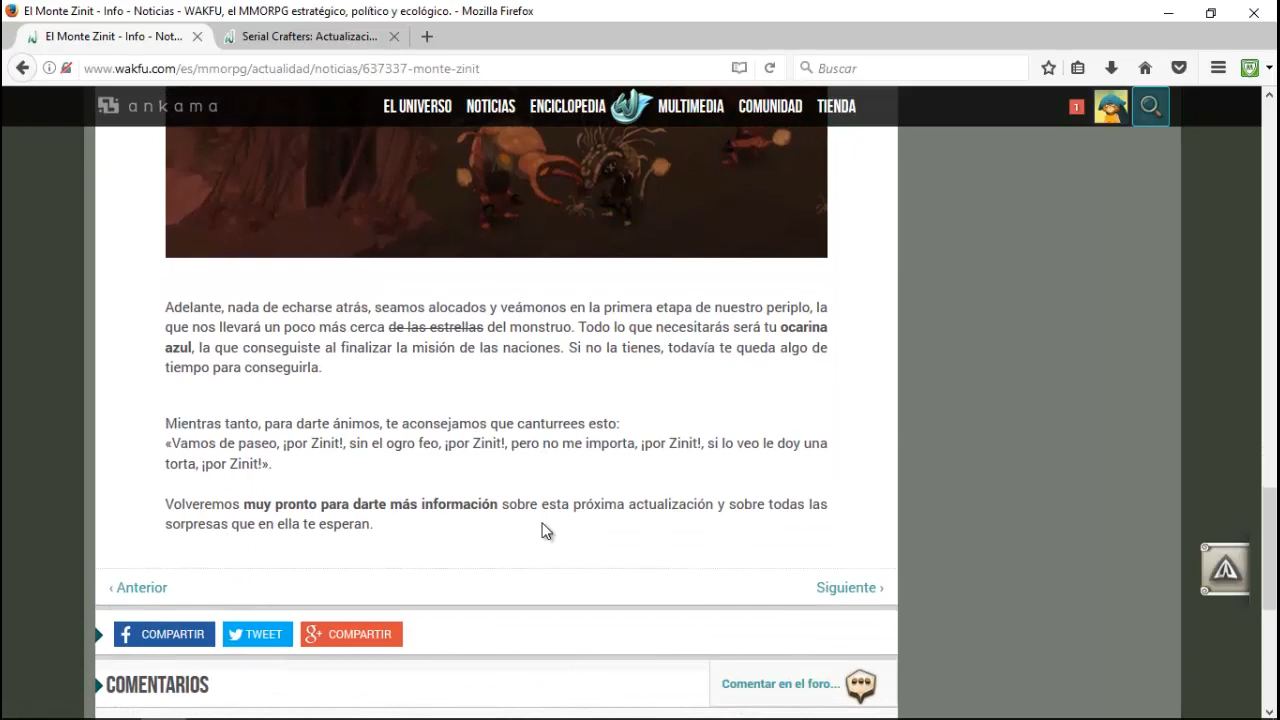 El Monte Zinit - Info - Noticias - WAKFU, el MMORPG estratégico, político y ecológico. - Mozilla Firefox
El Monte Zinit - Info - Not...
Serial Crafters: Actualizaci...
www.wakfu.com/es/mmorpg/actualidad/noticias/637337-monte-zinit
Buscar
ankama
EL UNIVERSO
NOTICIAS
ENCICLOPEDIA
MULTIMEDIA
COMUNIDAD
TIENDA
1
Adelante, nada de echarse atrás, seamos alocados y veámonos en la primera etapa de nuestro periplo, la
que nos llevará un poco más cerca de las estrellas del monstruo. Todo lo que necesitarás será tu ocarina
azul, la que conseguiste al finalizar la misión de las naciones. Si no la tienes, todavía te queda algo de
tiempo para conseguirla.
Mientras tanto, para darte ánimos, te aconsejamos que canturrees esto:
«Vamos de paseo, ¡por Zinit!, sin el ogro feo, ¡por Zinit!, pero no me importa, ¡por Zinit!, si lo veo le doy una
torta, ¡por Zinit!».
Volveremos muy pronto para darte más información sobre esta próxima actualización y sobre todas las
sorpresas que en ella te esperan.
‹ Anterior
Siguiente ›
COMPARTIR
TWEET
COMPARTIR
COMENTARIOS
Comentar en el foro...